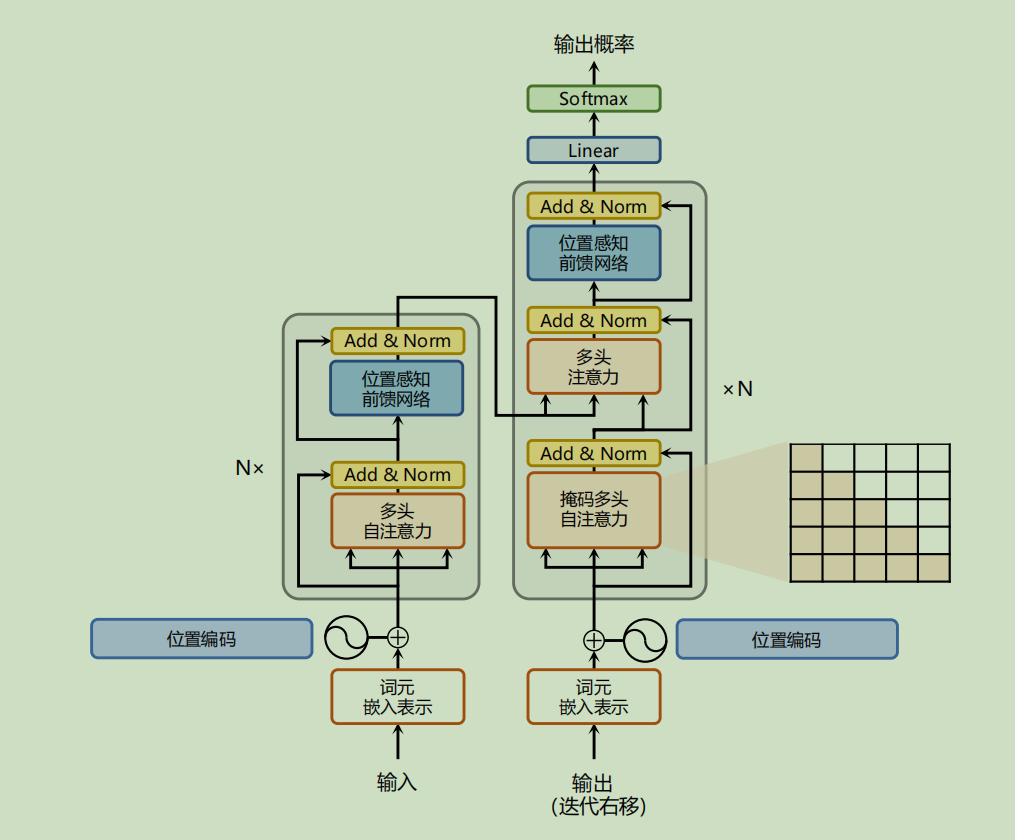 输出概率
Softmax
Linear
Add & Norm
位置感知
前馈网络
Add & Norm
多头
注意力
×N
Add & Norm
掩码多头
自注意力
Add & Norm
位置感知
前馈网络
N×
Add & Norm
多头
自注意力
位置编码
位置编码
词元
嵌入表示
词元
嵌入表示
输入
输出
(迭代右移)